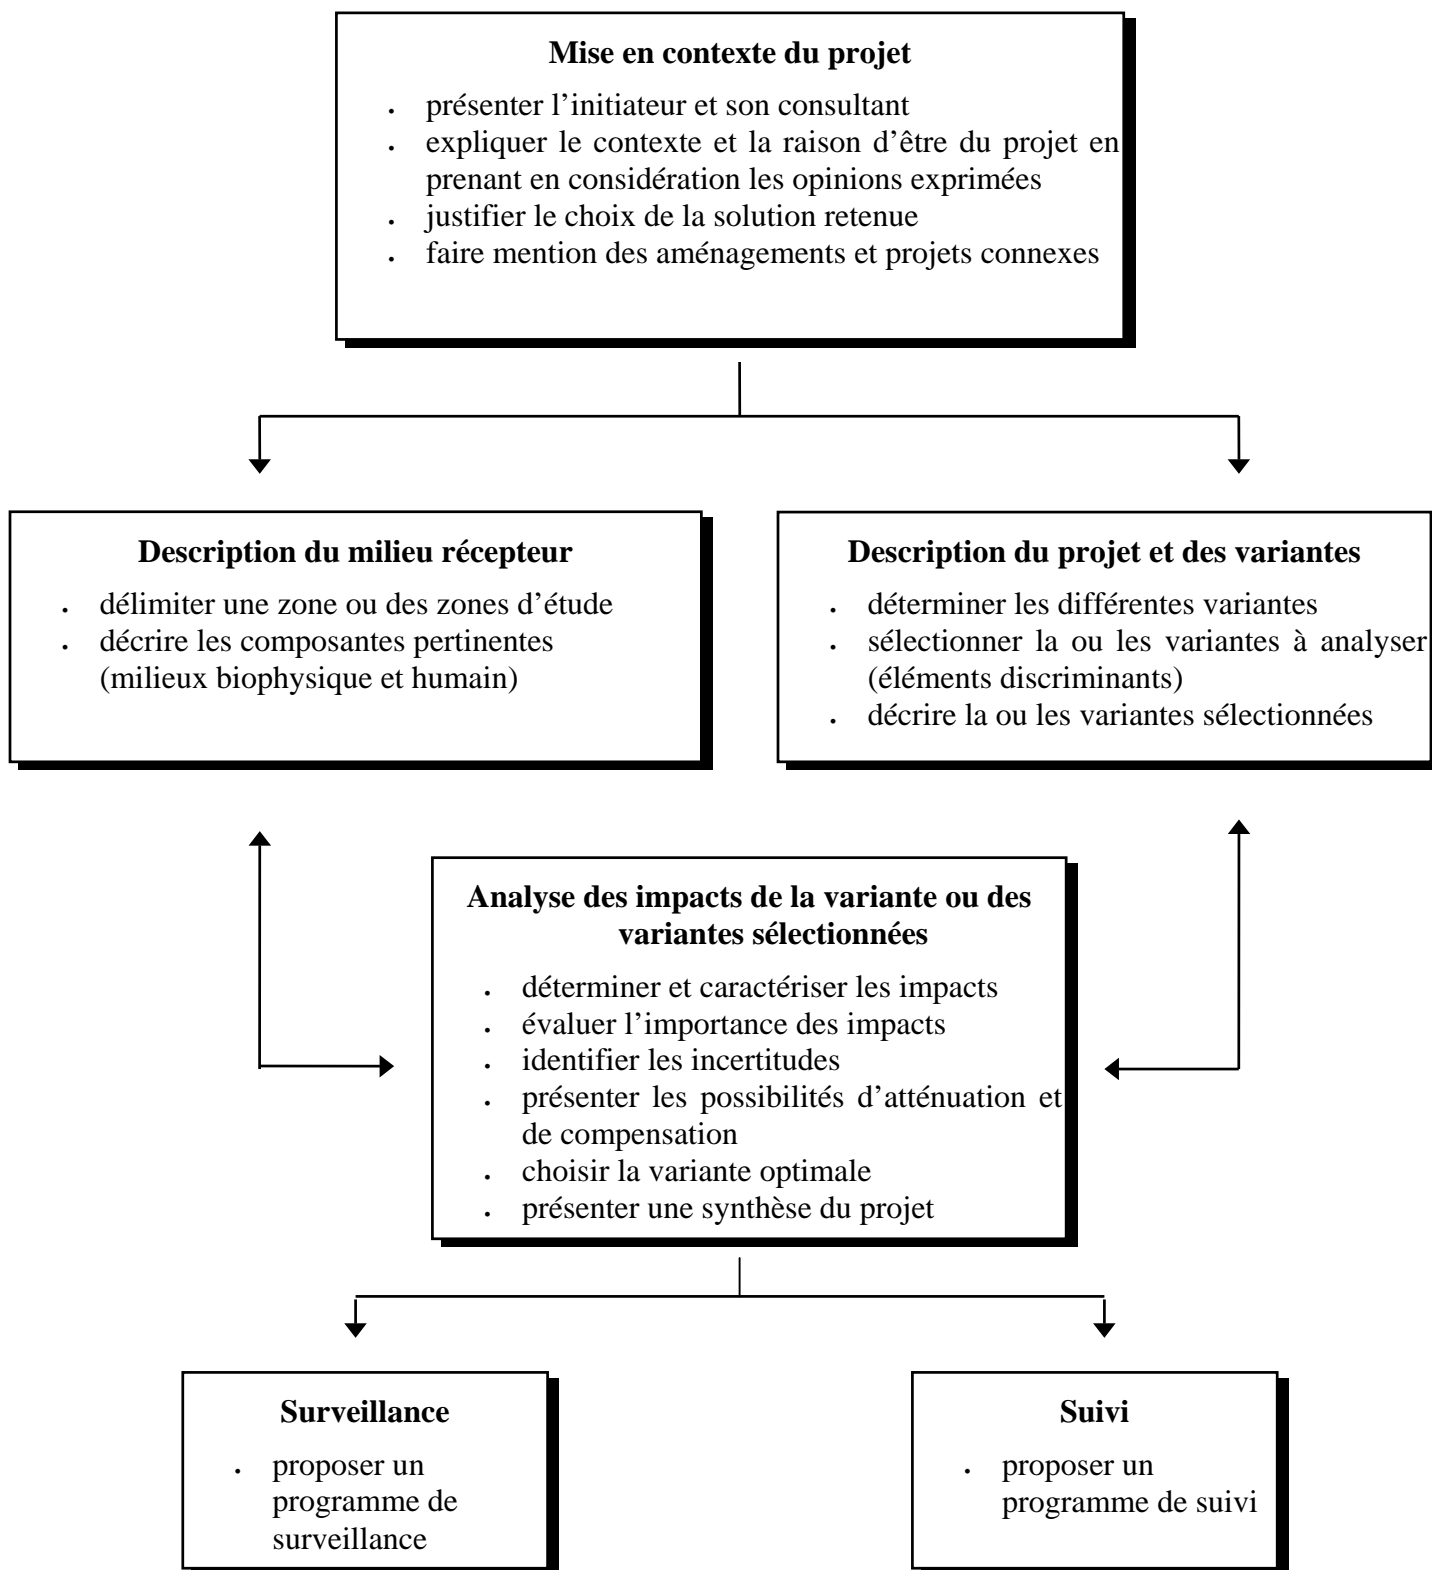 Mise en contexte du projet
. présenter l’initiateur et son consultant
. expliquer le contexte et la raison d’être du projet en
prenant en considération les opinions exprimées
. justifier le choix de la solution retenue
. faire mention des aménagements et projets connexes
Description du milieu récepteur
. délimiter une zone ou des zones d’étude
. décrire les composantes pertinentes
(milieux biophysique et humain)
Description du projet et des variantes
. déterminer les différentes variantes
. sélectionner la ou les variantes à analyser
(éléments discriminants)
. décrire la ou les variantes sélectionnées
Analyse des impacts de la variante ou des
variantes sélectionnées
. déterminer et caractériser les impacts
. évaluer l’importance des impacts
. identifier les incertitudes
. présenter les possibilités d’atténuation et
de compensation
. choisir la variante optimale
. présenter une synthèse du projet
Surveillance
. proposer un
programme de
surveillance
Suivi
. proposer un
programme de suivi